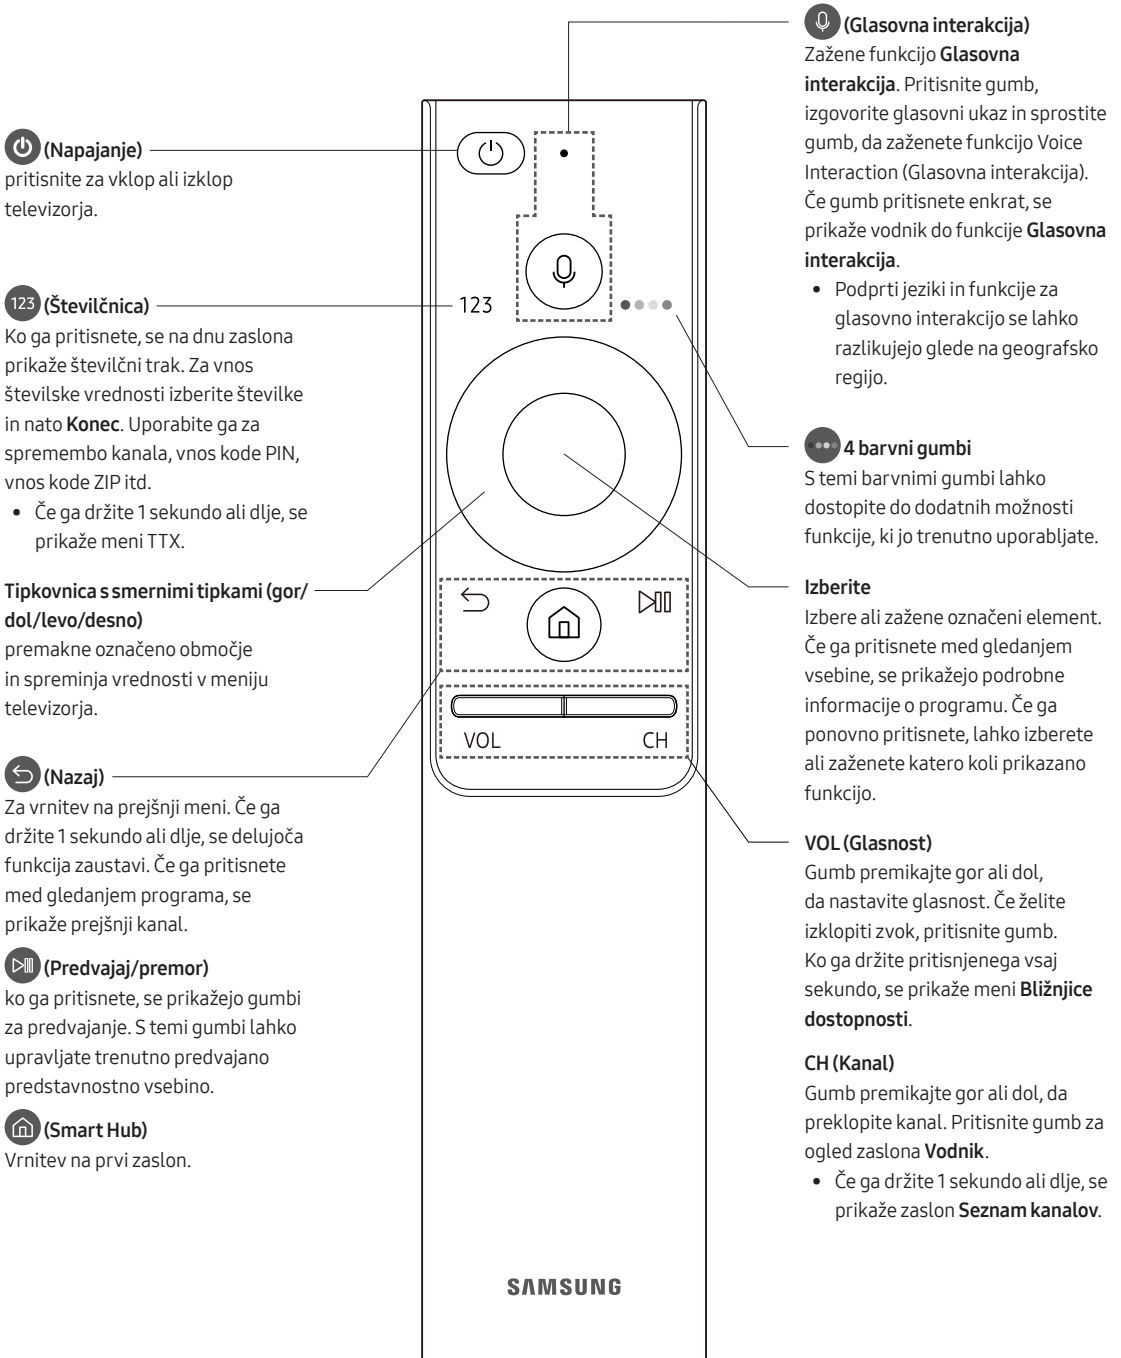 (Napajanje)
pritisnite za vklop ali izklop
televizorja.
123 (Številčnica)
Ko ga pritisnete, se na dnu zaslona
prikaže številčni trak. Za vnos
številske vrednosti izberite številke
in nato Konec. Uporabite ga za
spremembo kanala, vnos kode PIN,
vnos kode ZIP itd.
• Če ga držite 1 sekundo ali dlje, se
prikaže meni TTX.
Tipkovnica s smernimi tipkami (gor/
dol/levo/desno)
premakne označeno območje
in spreminja vrednosti v meniju
televizorja.
(Nazaj)
Za vrnitev na prejšnji meni. Če ga
držite 1 sekundo ali dlje, se delujoča
funkcija zaustavi. Če ga pritisnete
med gledanjem programa, se
prikaže prejšnji kanal.
(Predvajaj/premor)
ko ga pritisnete, se prikažejo gumbi
za predvajanje. S temi gumbi lahko
upravljate trenutno predvajano
predstavnostno vsebino.
(Smart Hub)
Vrnitev na prvi zaslon.
123
VOL CH
SAMSUNG
(Glasovna interakcija)
Zažene funkcijo Glasovna
interakcija. Pritisnite gumb,
izgovorite glasovni ukaz in sprostite
gumb, da zaženete funkcijo Voice
Interaction (Glasovna interakcija).
Če gumb pritisnete enkrat, se
prikaže vodnik do funkcije Glasovna
interakcija.
• Podprti jeziki in funkcije za
glasovno interakcijo se lahko
razlikujejo glede na geografsko
regijo.
4 barvni gumbi
S temi barvnimi gumbi lahko
dostopite do dodatnih možnosti
funkcije, ki jo trenutno uporabljate.
Izberite
Izbere ali zažene označeni element.
Če ga pritisnete med gledanjem
vsebine, se prikažejo podrobne
informacije o programu. Če ga
ponovno pritisnete, lahko izberete
ali zaženete katero koli prikazano
funkcijo.
VOL (Glasnost)
Gumb premikajte gor ali dol,
da nastavite glasnost. Če želite
izklopiti zvok, pritisnite gumb.
Ko ga držite pritisnjenega vsaj
sekundo, se prikaže meni Bližnjice
dostopnosti.
CH (Kanal)
Gumb premikajte gor ali dol, da
preklopite kanal. Pritisnite gumb za
ogled zaslona Vodnik.
• Če ga držite 1 sekundo ali dlje, se
prikaže zaslon Seznam kanalov.